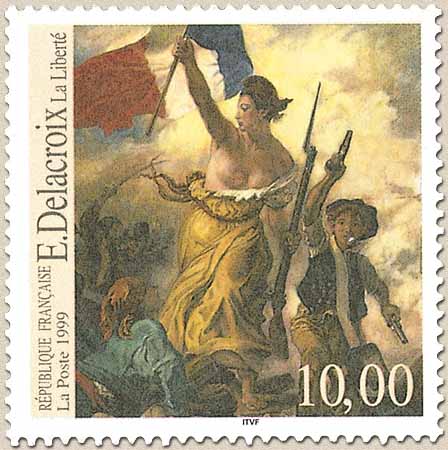 RÉPUBLIQUE FRANÇAISE
La Poste 1999
E.Delacroix La Liberté
10,00
ITVF